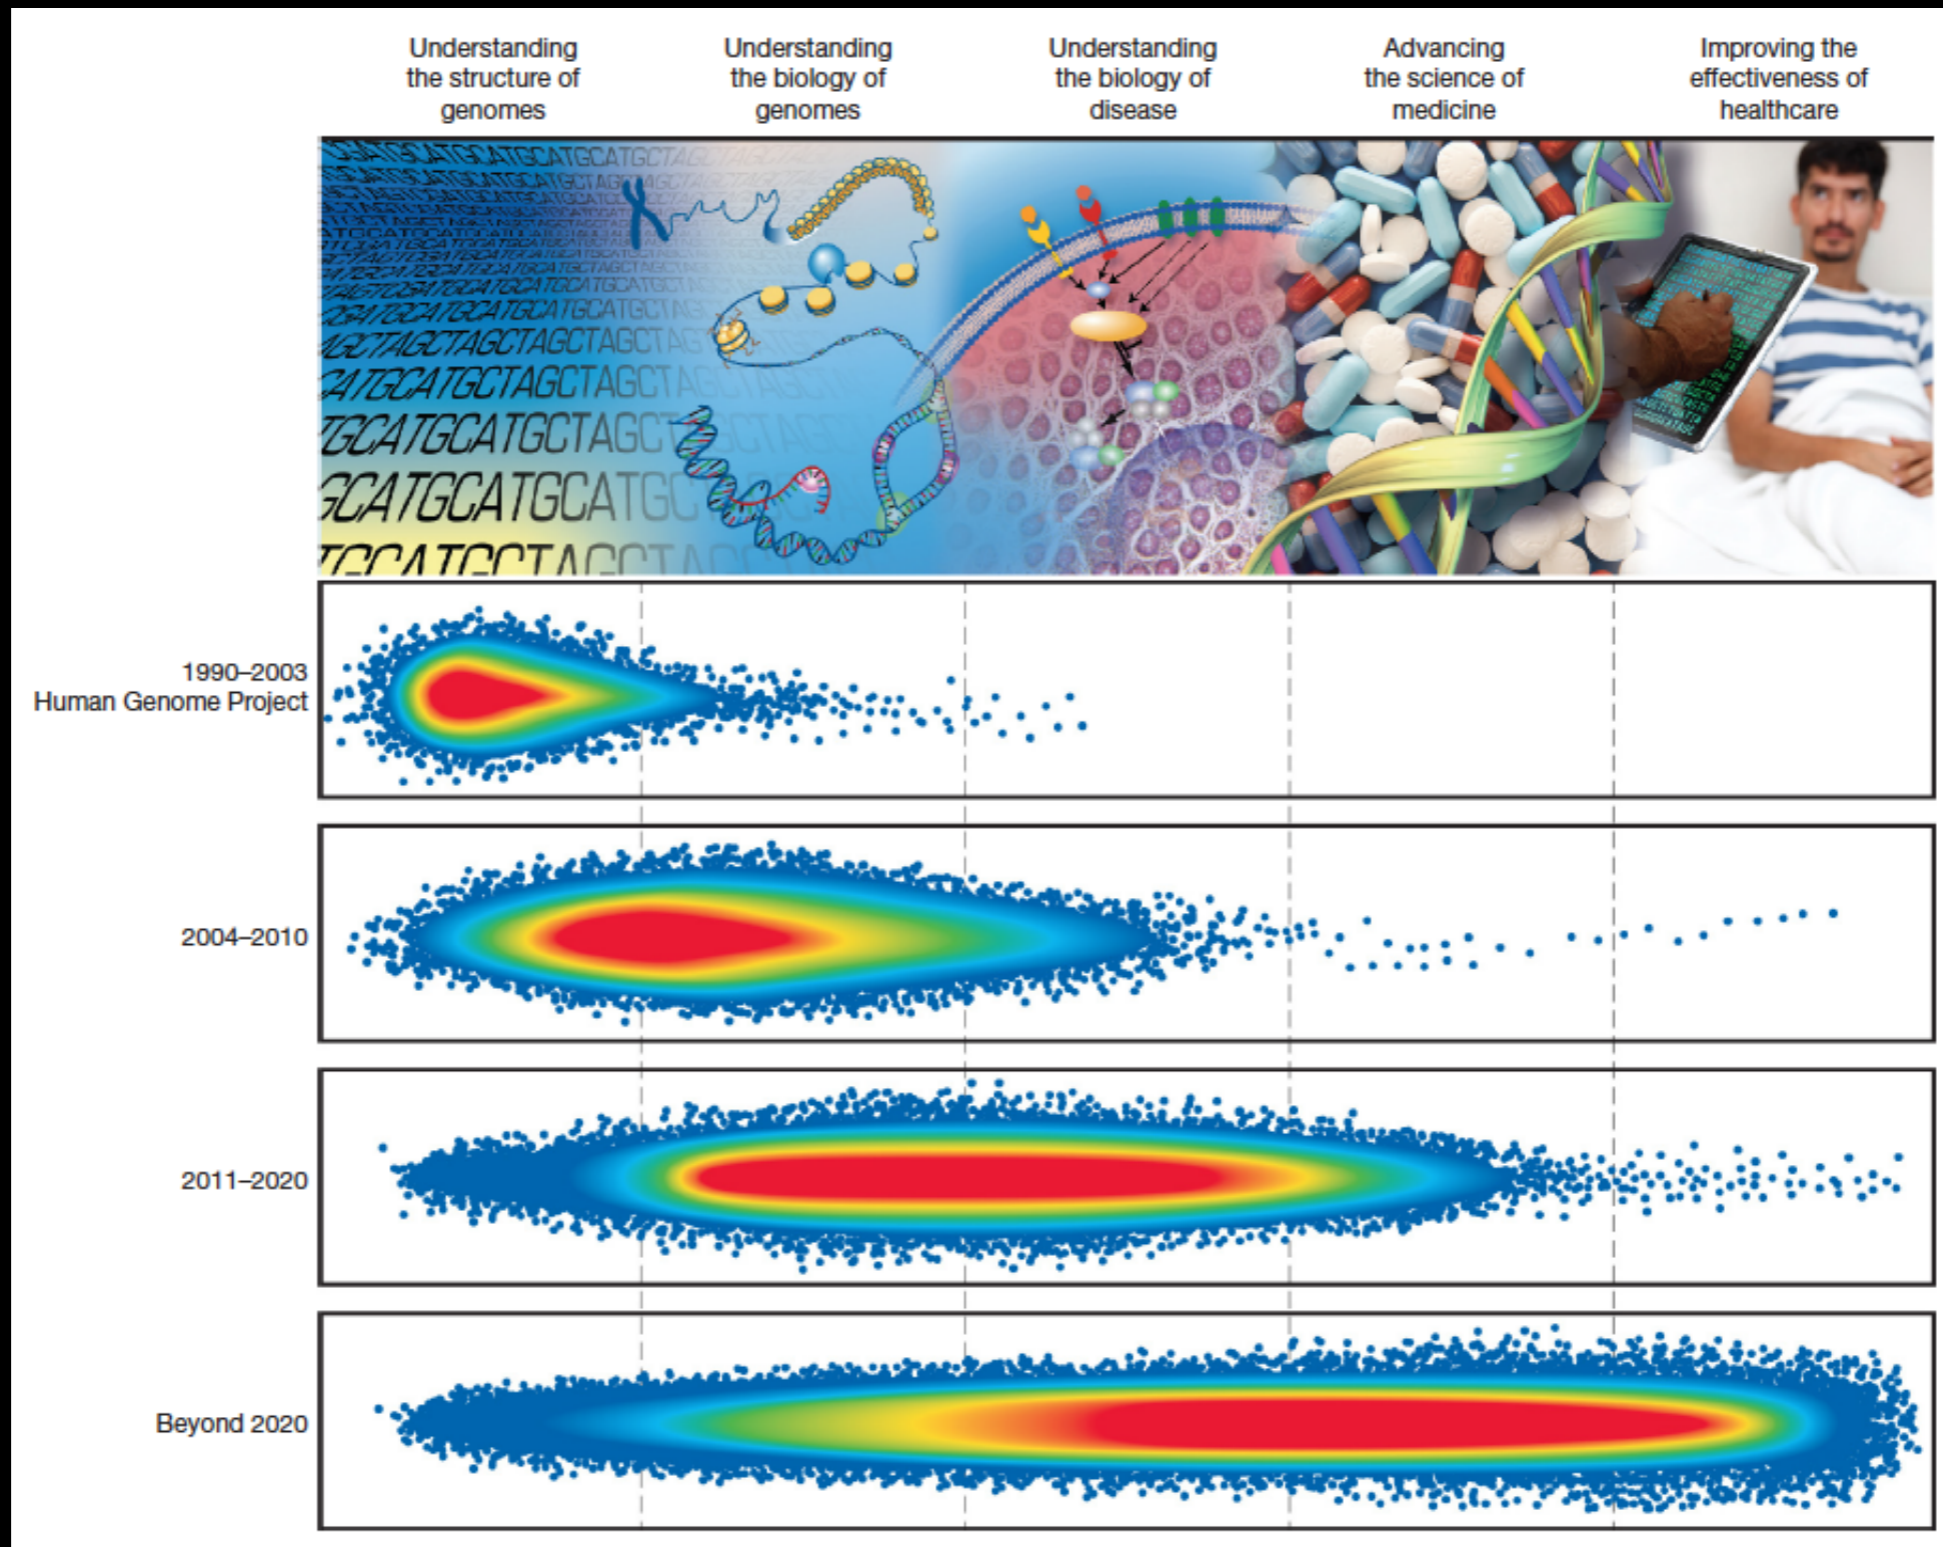 Understanding
the structure of
genomes
Understanding
the biology of
genomes
Understanding
the biology of
disease
Advancing
the science of
medicine
Improving the
effectiveness of
healthcare
1990–2003
Human Genome Project
2004–2010
2011–2020
Beyond 2020